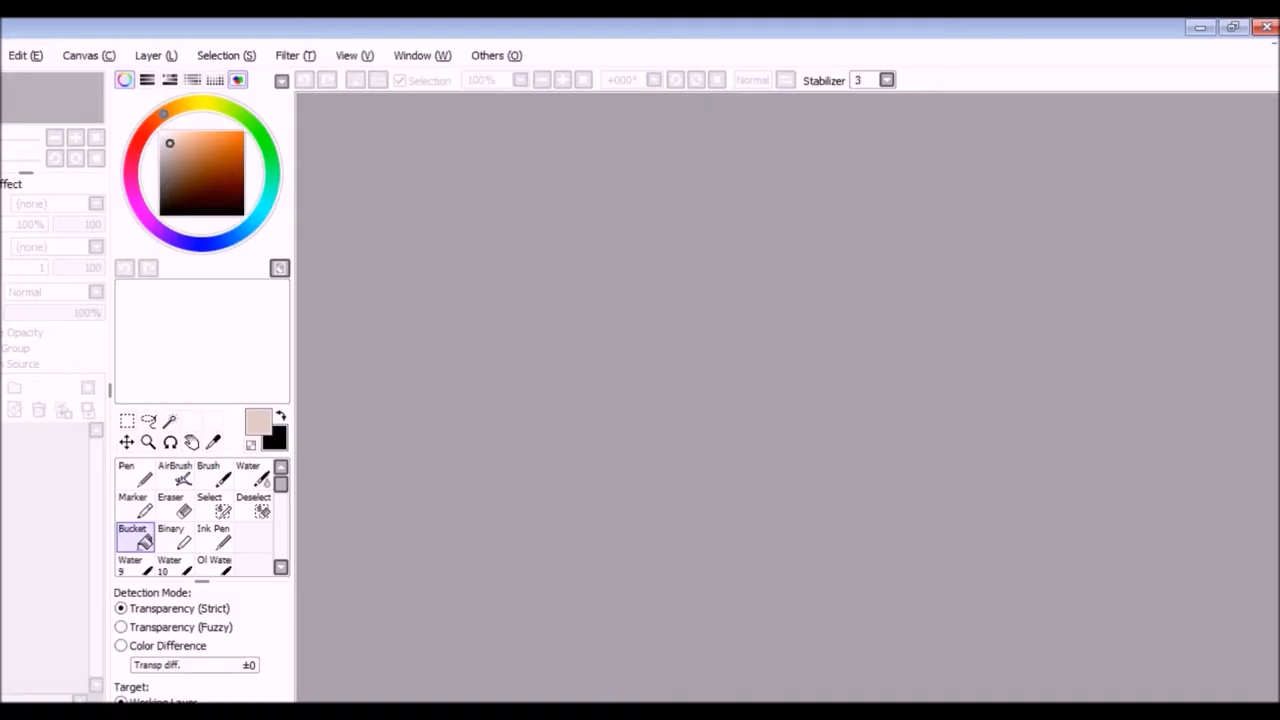 Edit (E) Canvas (C) Layer (L) Selection (S) Filter (T) View (V) Window (W) Others (O)
Selection 100% +000° Normal Stabilizer 3
ffect
(none)
100% 100
(none)
1 100
Normal
100%
e Opacity
Group
n Source
Pen AirBrush Brush Water
Marker Eraser Select Deselect
Bucket Binary Ink Pen
Water 9 Water 10 Ol Wate
Detection Mode:
Transparency (Strict)
Transparency (Fuzzy)
Color Difference
Transp diff. ±0
Target:
Working Layer